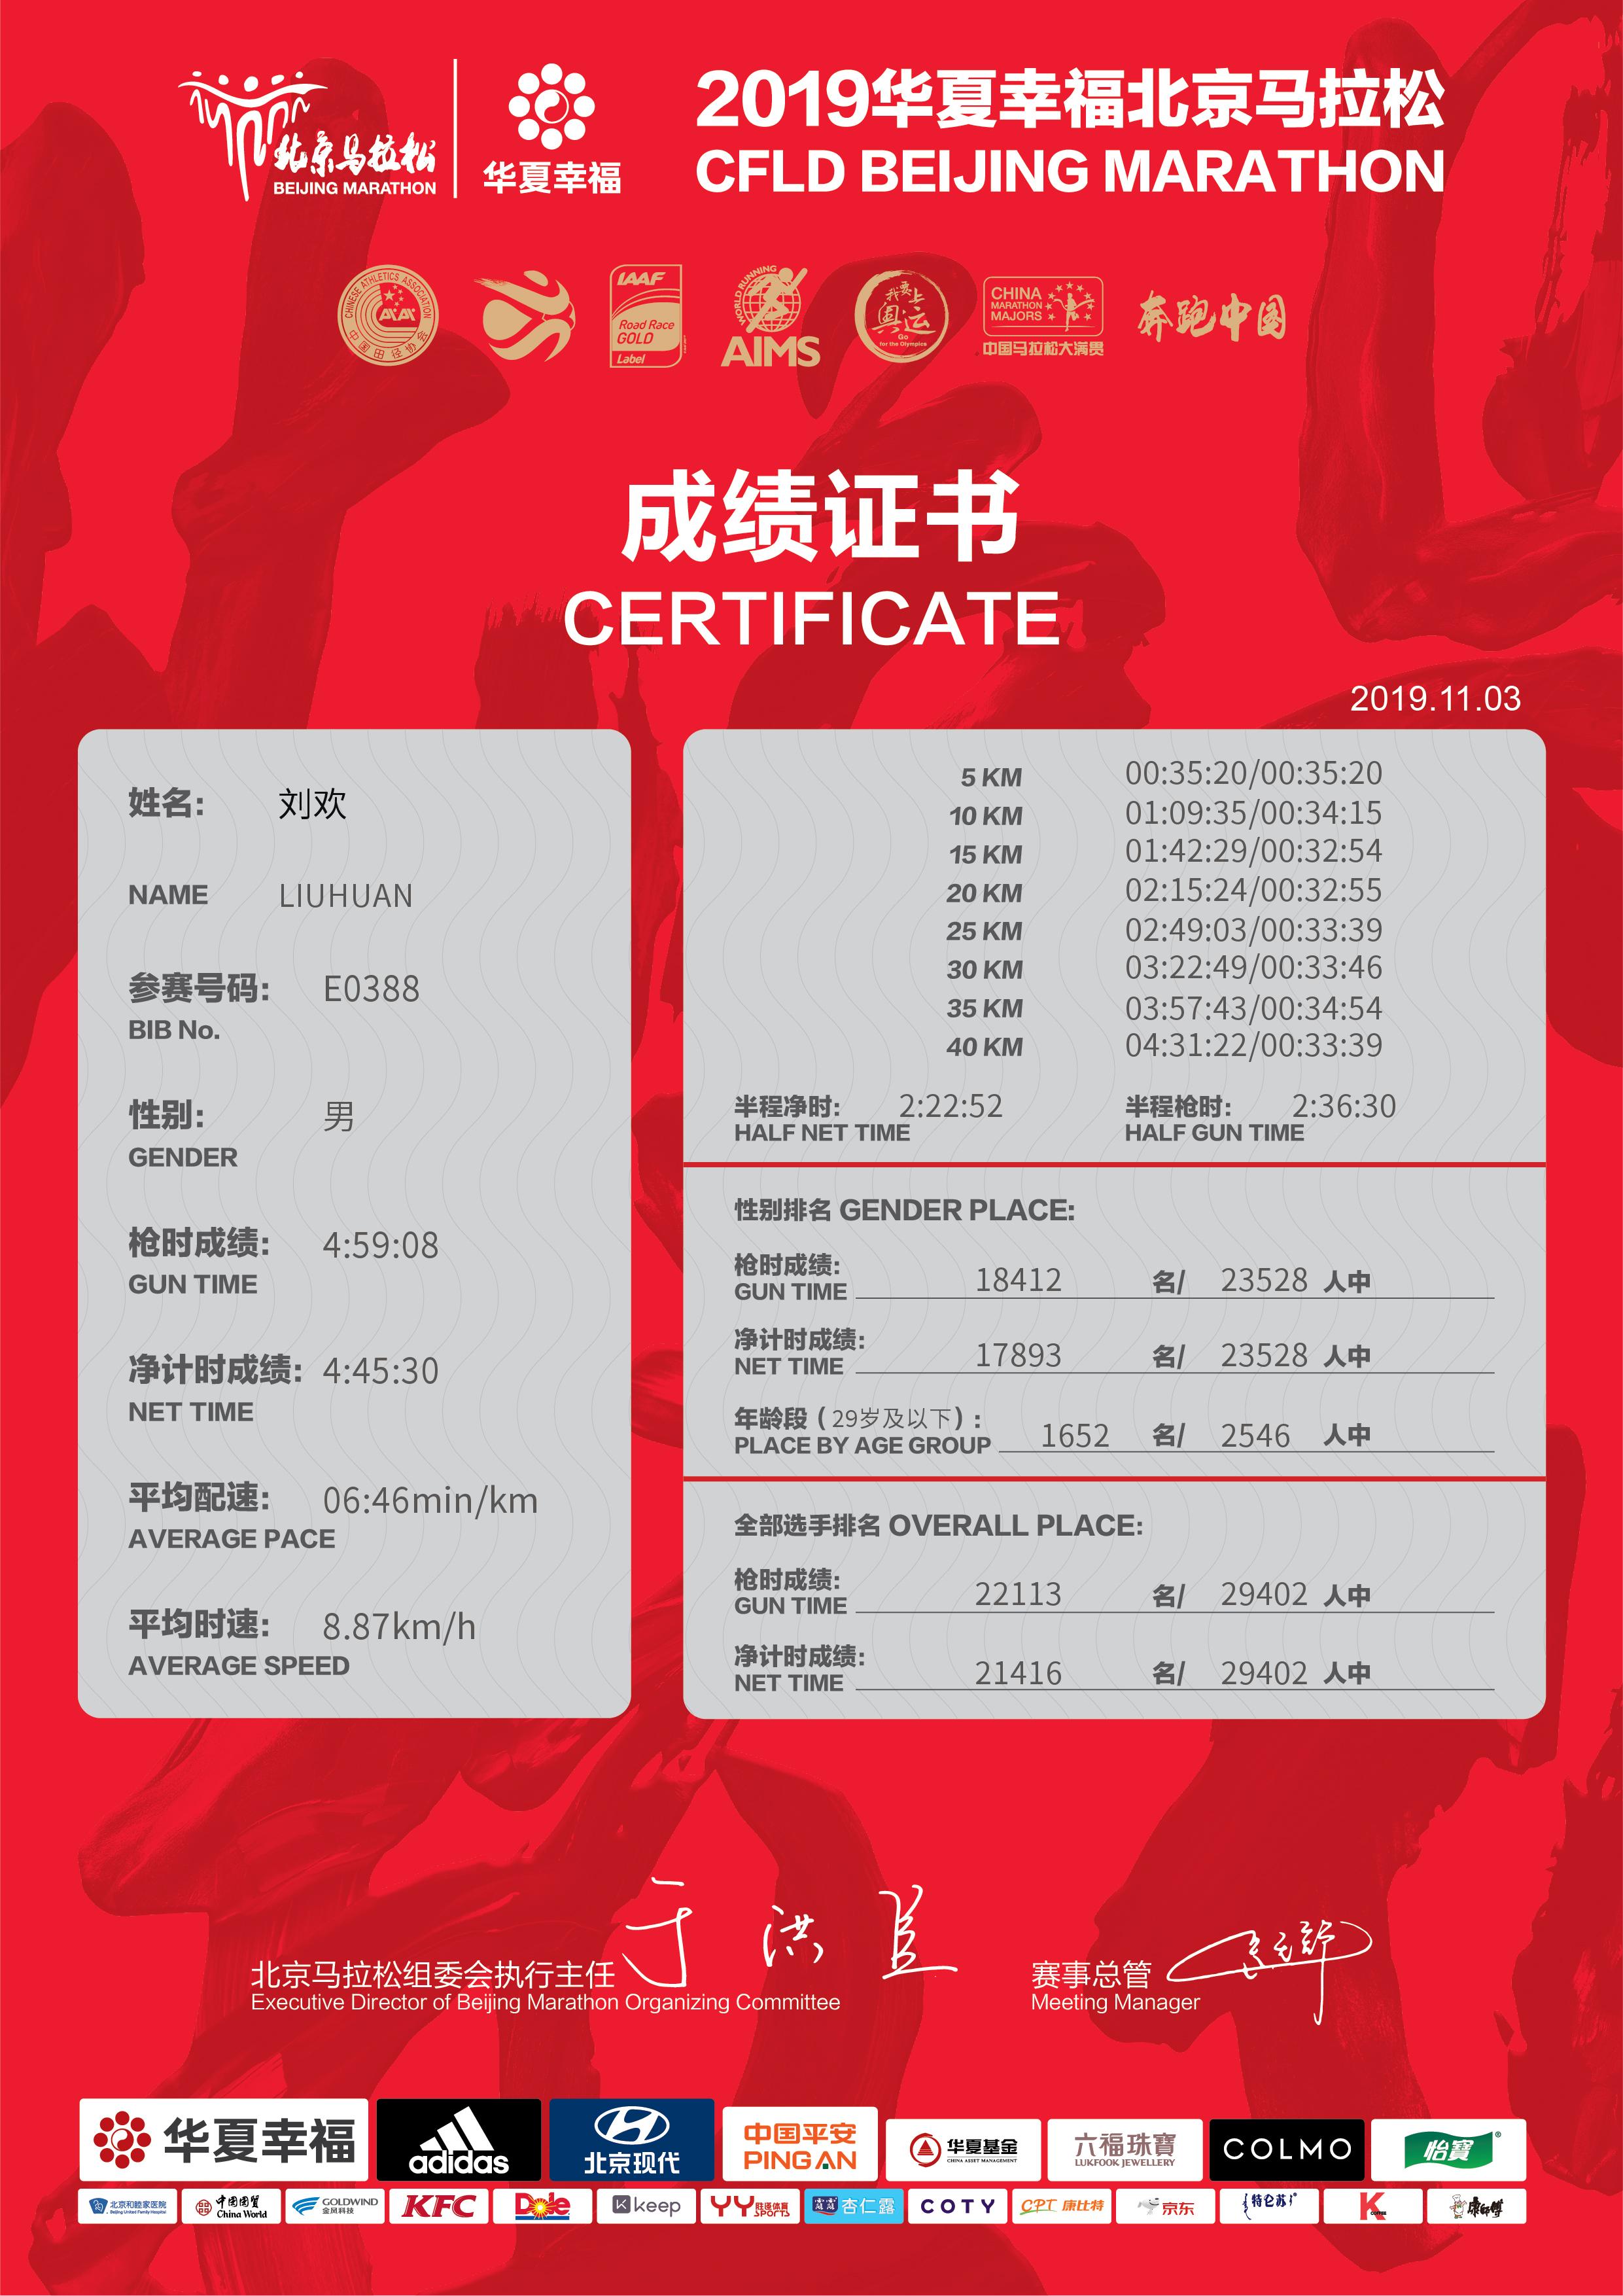 北京马拉松
BEIJING MARATHON
华夏幸福
2019华夏幸福北京马拉松
CFLD BEIJING MARATHON
CHINESE ATHLETICS ASSOCIATION
中国田径协会
IAAF
Road Race
GOLD
Label
WORLD RUNNING
AIMS
我要上
奥运
Go
for the Olympics
CHINA
MARATHON
MAJORS
中国马拉松大满贯
奔跑中国
成绩证书
CERTIFICATE
2019.11.03
姓名: 刘欢
NAME LIUHUAN
参赛号码: E0388
BIB No.
性别: 男
GENDER
枪时成绩: 4:59:08
GUN TIME
净计时成绩: 4:45:30
NET TIME
平均配速: 06:46min/km
AVERAGE PACE
平均时速: 8.87km/h
AVERAGE SPEED
5 KM 00:35:20/00:35:20
10 KM 01:09:35/00:34:15
15 KM 01:42:29/00:32:54
20 KM 02:15:24/00:32:55
25 KM 02:49:03/00:33:39
30 KM 03:22:49/00:33:46
35 KM 03:57:43/00:34:54
40 KM 04:31:22/00:33:39
半程净时: 2:22:52 半程枪时: 2:36:30
HALF NET TIME HALF GUN TIME
性别排名 GENDER PLACE:
枪时成绩:
GUN TIME 18412 名/ 23528 人中
净计时成绩:
NET TIME 17893 名/ 23528 人中
年龄段（29岁及以下）:
PLACE BY AGE GROUP 1652 名/ 2546 人中
全部选手排名 OVERALL PLACE:
枪时成绩:
GUN TIME 22113 名/ 29402 人中
净计时成绩:
NET TIME 21416 名/ 29402 人中
北京马拉松组委会执行主任 于洪臣
Executive Director of Beijing Marathon Organizing Committee
赛事总管
Meeting Manager
华夏幸福
adidas
北京现代
中国平安
PING AN
华夏基金
CHINA ASSET MANAGEMENT
六福珠寶
LUKFOOK JEWELLERY
COLMO
怡寶
北京和睦家医院
Beijing United Family Hospital
中国国贸
China World
GOLDWIND
金风科技
KFC
Dole
keep
YY SPORTS
胜道体育
露露
杏仁露
COTY
CPT 康比特
京东
特仑苏
K
COFFEE
康师傅